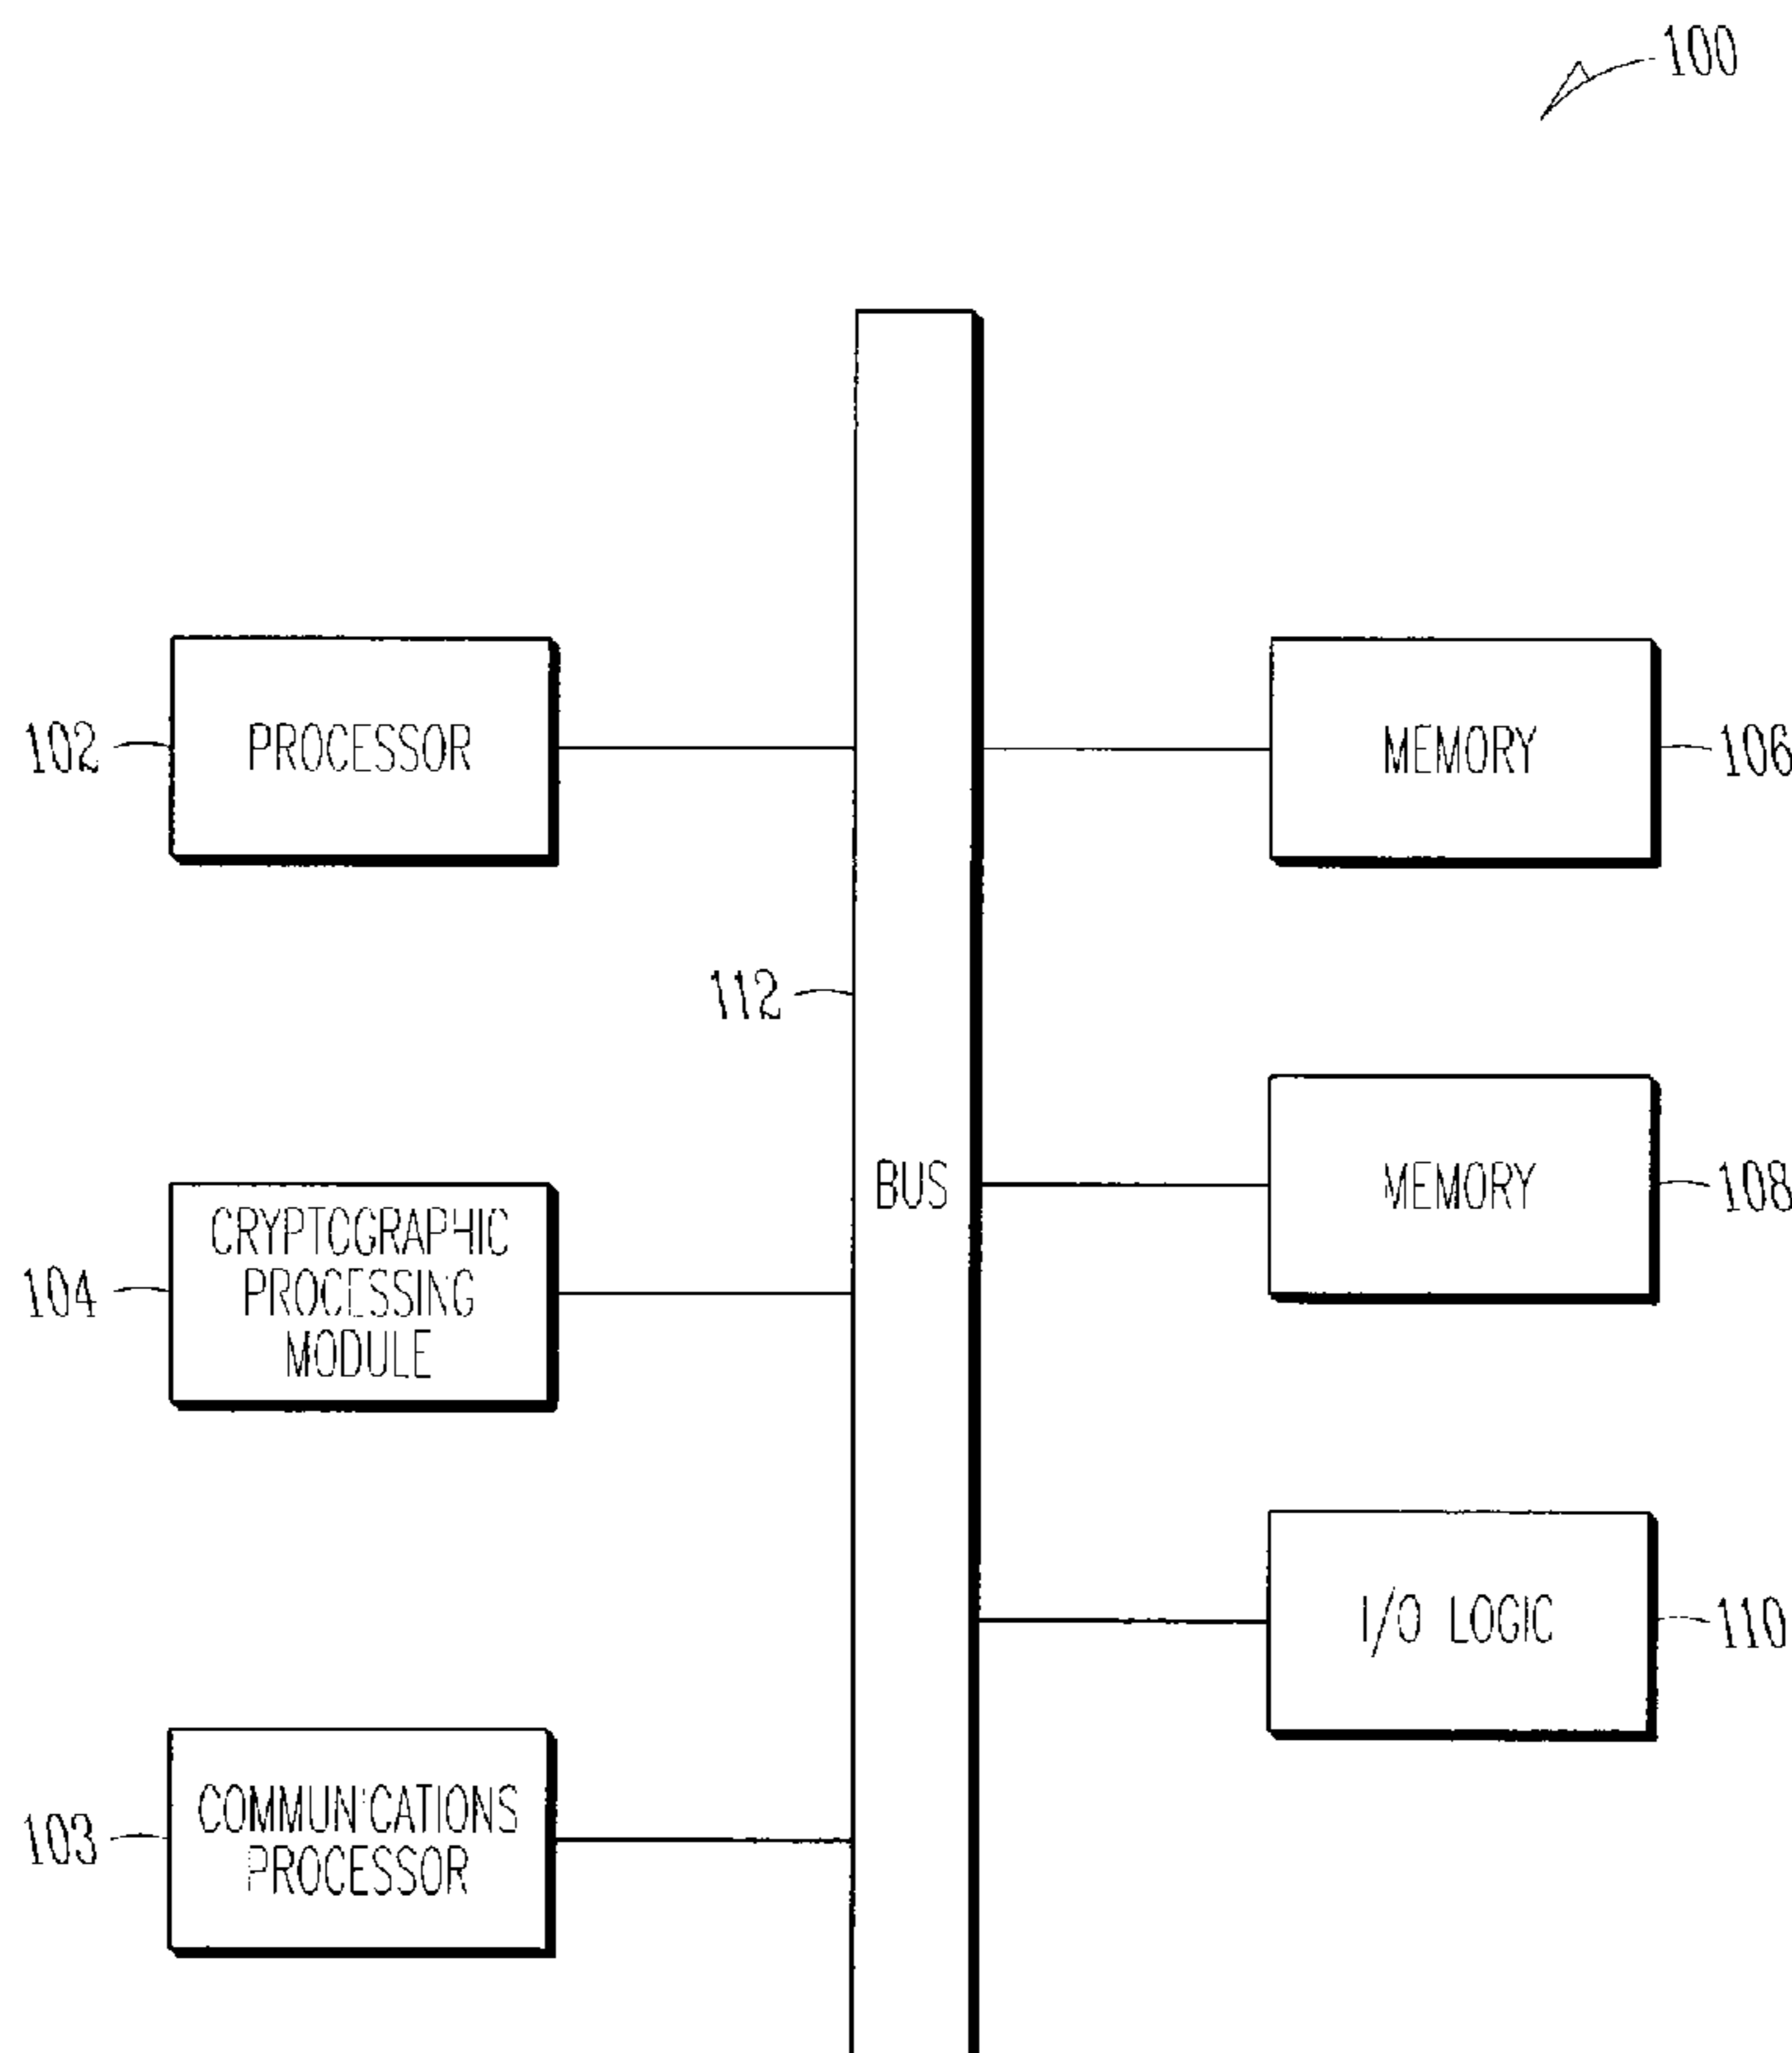 100
102
PROCESSOR
MEMORY
106
112
BUS
MEMORY
108
104
CRYPTOGRAPHIC
PROCESSING
MODULE
I/O LOGIC
110
103
COMMUNICATIONS
PROCESSOR